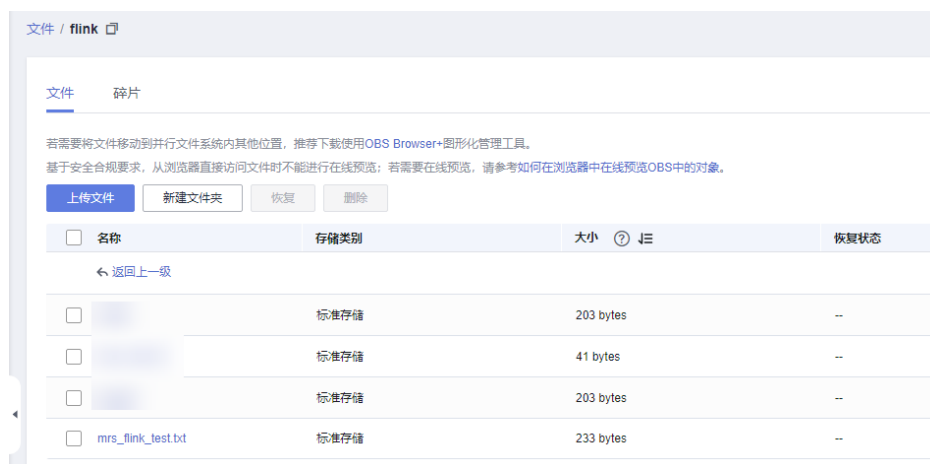 文件 / flink
文件 碎片
若需要将文件移动到并行文件系统内其他位置，推荐下载使用OBS Browser+图形化管理工具。
基于安全合规要求，从浏览器直接访问文件时不能进行在线预览；若需要在线预览，请参考如何在浏览器中在线预览OBS中的对象。
上传文件 新建文件夹 恢复 删除
名称 存储类别 大小 恢复状态
返回上一级
标准存储 203 bytes --
标准存储 41 bytes --
标准存储 203 bytes --
mrs_flink_test.txt 标准存储 233 bytes --